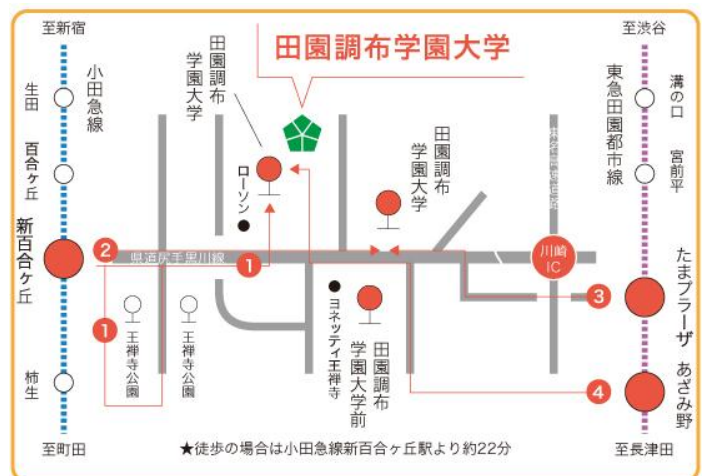 至新宿
小田急線
生田
百合ヶ丘
新百合ヶ丘
柿生
至町田
田園調布学園大学
田園調布
学園大学
ローソン
田園調布
学園大学
県道尻手黒川線
2
1
1
王禅寺公園
王禅寺公園
ヨネッティ王禅寺
田園調布
学園大学前
川崎
IC
3
4
至渋谷
東急田園都市線
溝の口
宮前平
たまプラーザ
あざみ野
至長津田
★徒歩の場合は小田急線新百合ヶ丘駅より約22分